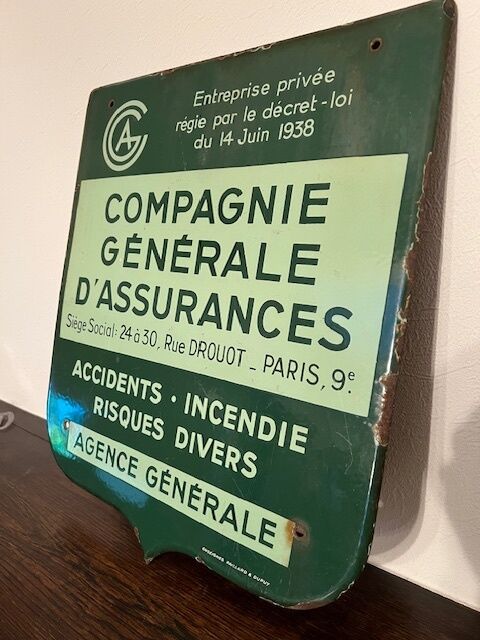 CGA
Entreprise privée
régie par le décret-loi
du 14 Juin 1938
COMPAGNIE
GÉNÉRALE
D'ASSURANCES
Siège Social: 24 à 30, Rue DROUOT _ PARIS, 9e.
ACCIDENTS • INCENDIE
RISQUES DIVERS
AGENCE GÉNÉRALE